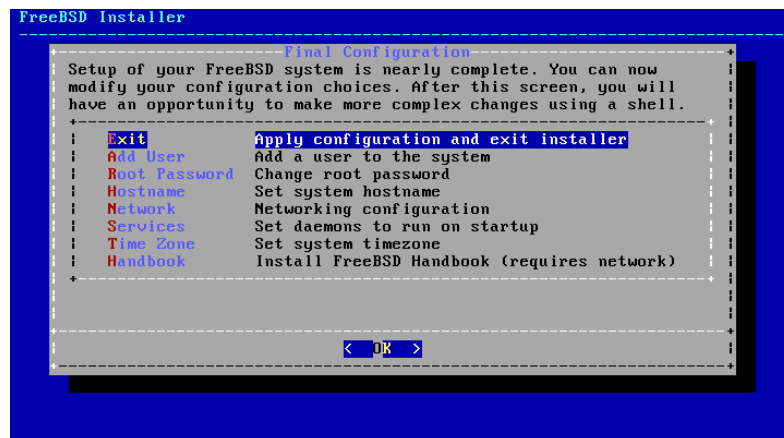 FreeBSD Installer
Final Configuration
Setup of your FreeBSD system is nearly complete. You can now
modify your configuration choices. After this screen, you will
have an opportunity to make more complex changes using a shell.
Exit Apply configuration and exit installer
Add User Add a user to the system
Root Password Change root password
Hostname Set system hostname
Network Networking configuration
Services Set daemons to run on startup
Time Zone Set system timezone
Handbook Install FreeBSD Handbook (requires network)
< OK >